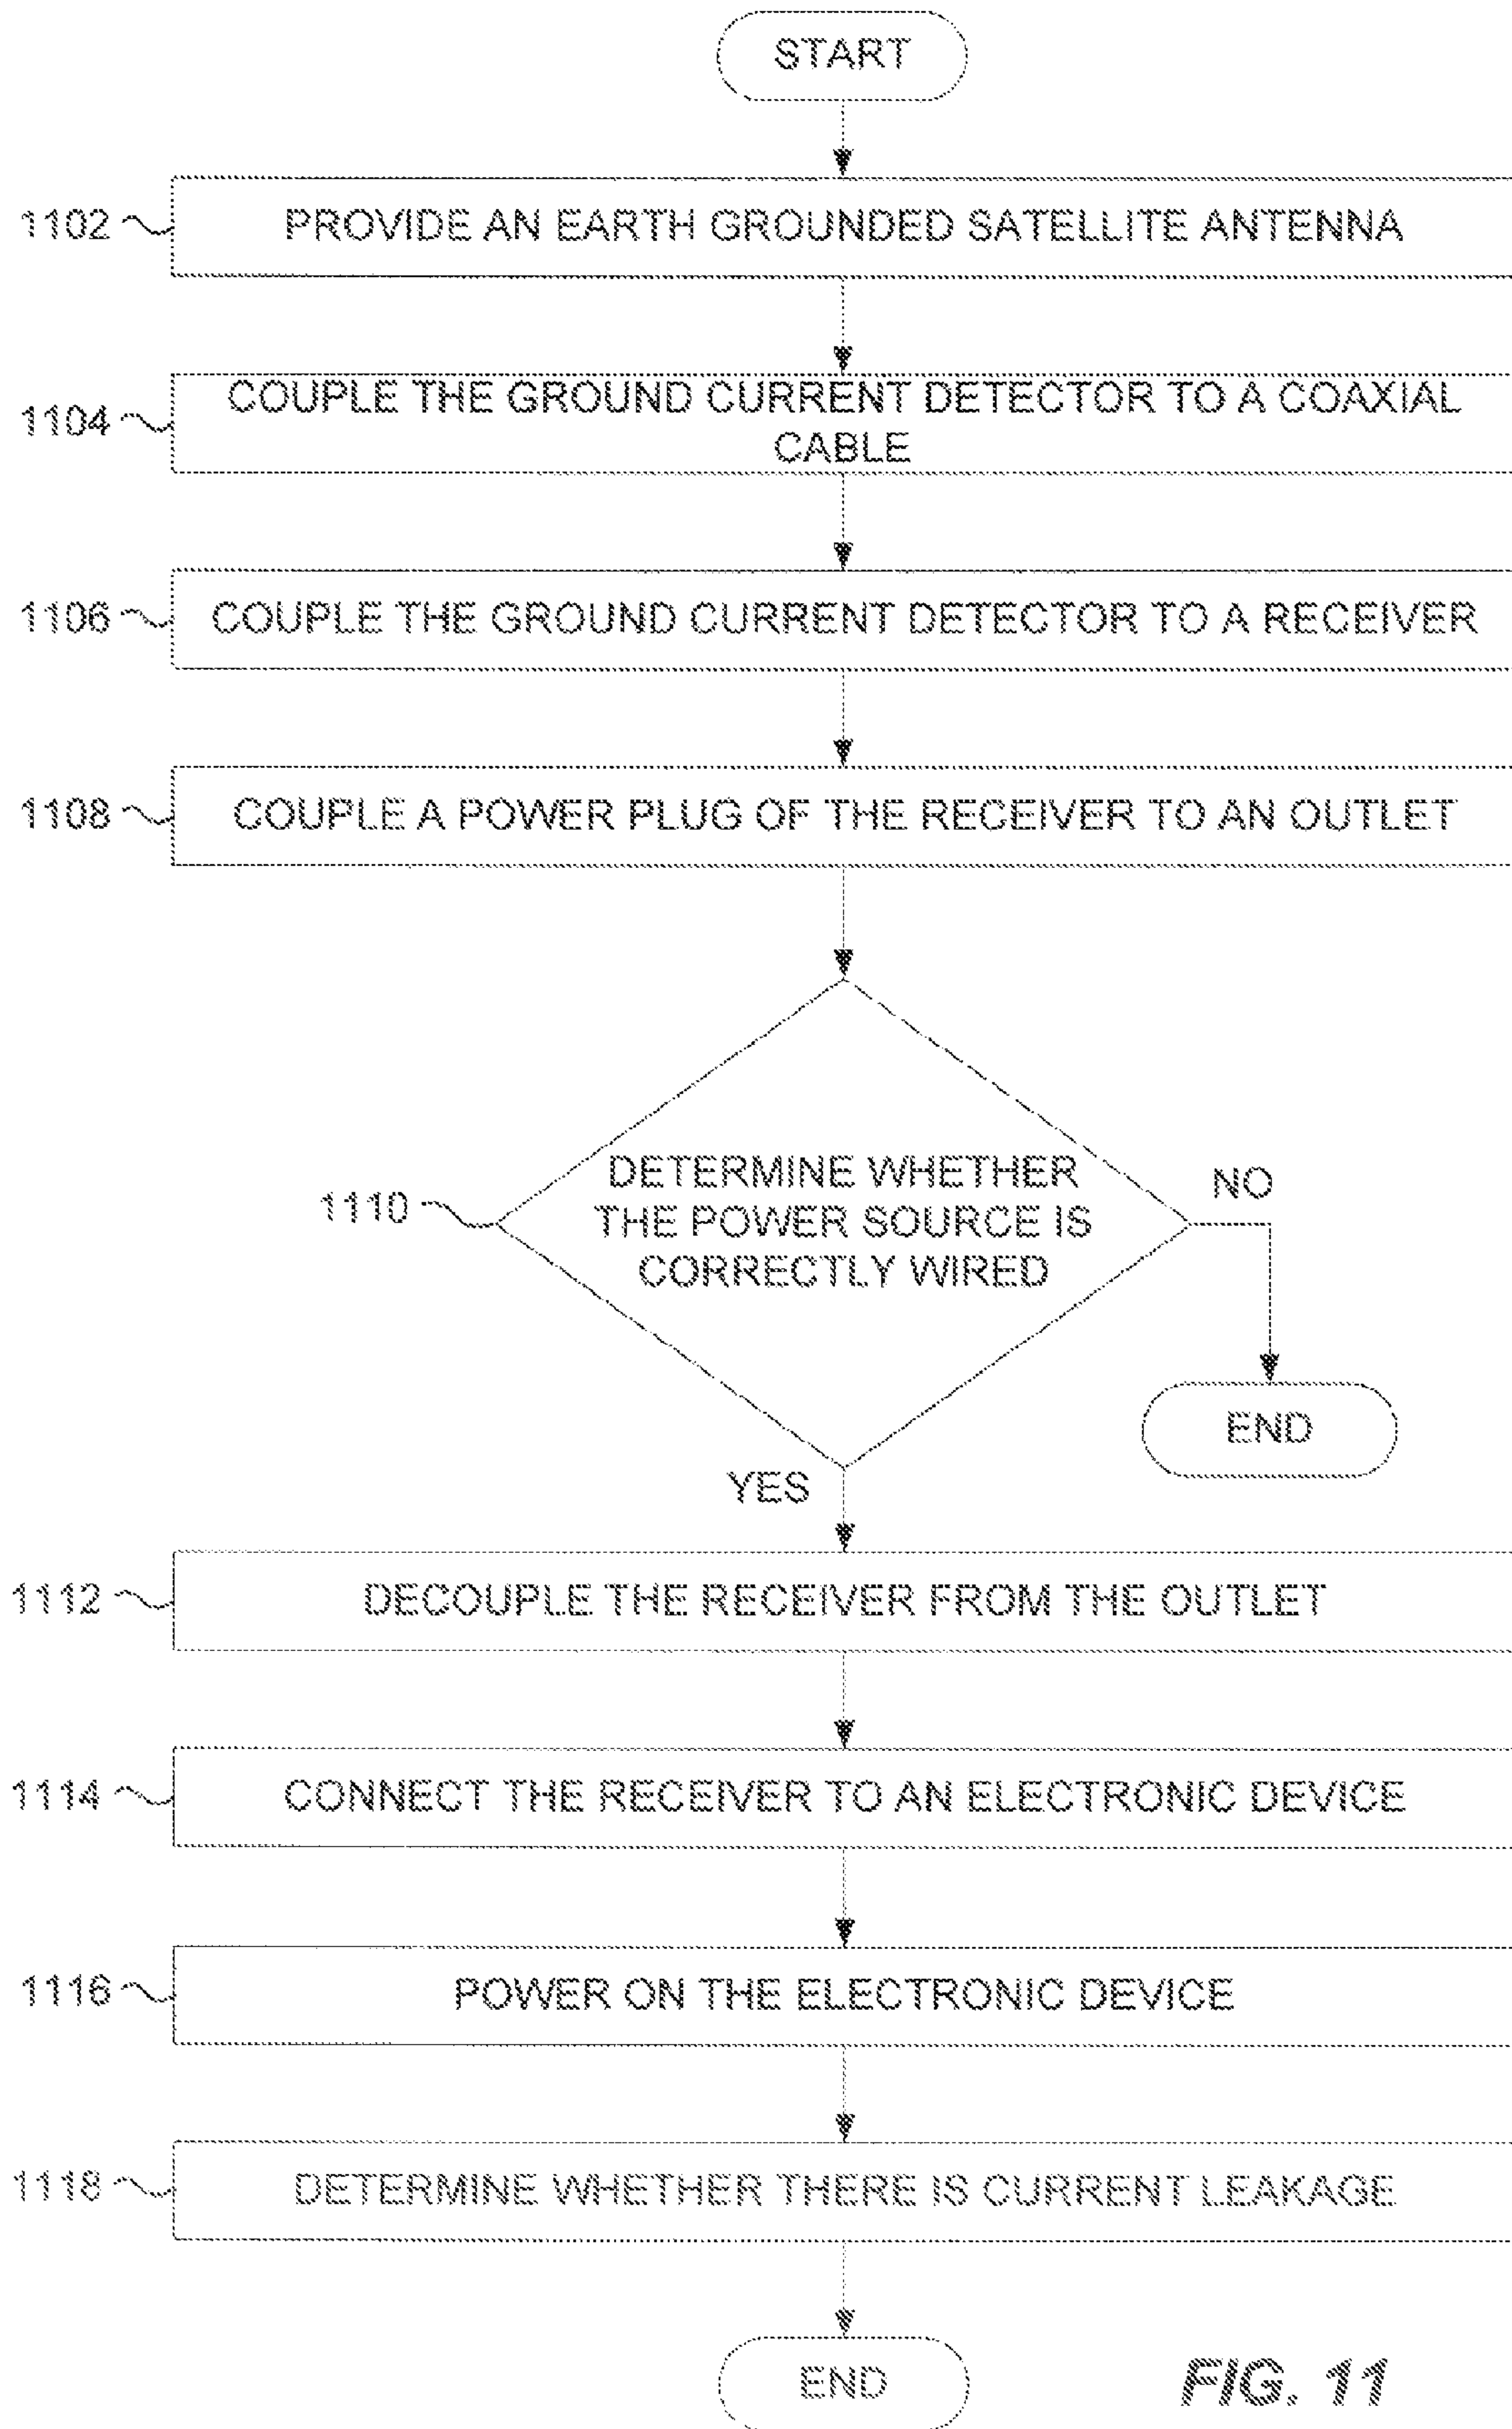 START
1102
PROVIDE AN EARTH GROUNDED SATELLITE ANTENNA
1104
COUPLE THE GROUND CURRENT DETECTOR TO A COAXIAL
CABLE
1106
COUPLE THE GROUND CURRENT DETECTOR TO A RECEIVER
1108
COUPLE A POWER PLUG OF THE RECEIVER TO AN OUTLET
1110
DETERMINE WHETHER
THE POWER SOURCE IS
CORRECTLY WIRED
NO
END
YES
1112
DECOUPLE THE RECEIVER FROM THE OUTLET
1114
CONNECT THE RECEIVER TO AN ELECTRONIC DEVICE
1116
POWER ON THE ELECTRONIC DEVICE
1118
DETERMINE WHETHER THERE IS CURRENT LEAKAGE
END
FIG. 11